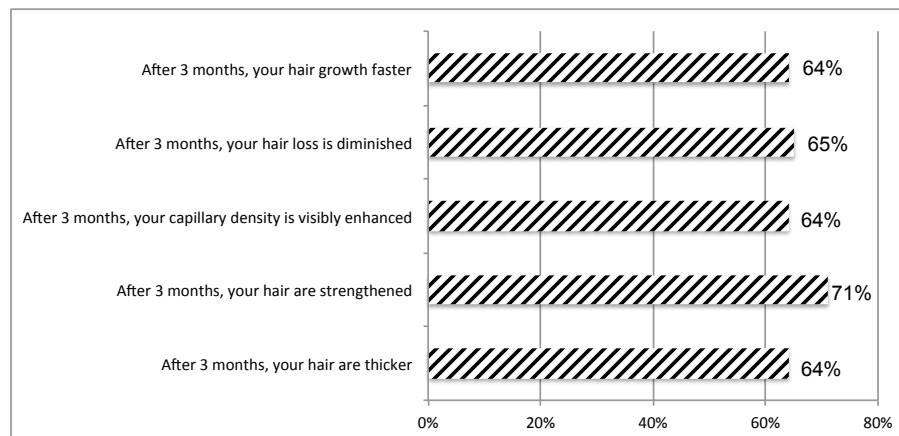 After 3 months, your hair growth faster
64%
After 3 months, your hair loss is diminished
65%
After 3 months, your capillary density is visibly enhanced
64%
After 3 months, your hair are strengthened
71%
After 3 months, your hair are thicker
64%
0% 20% 40% 60% 80%